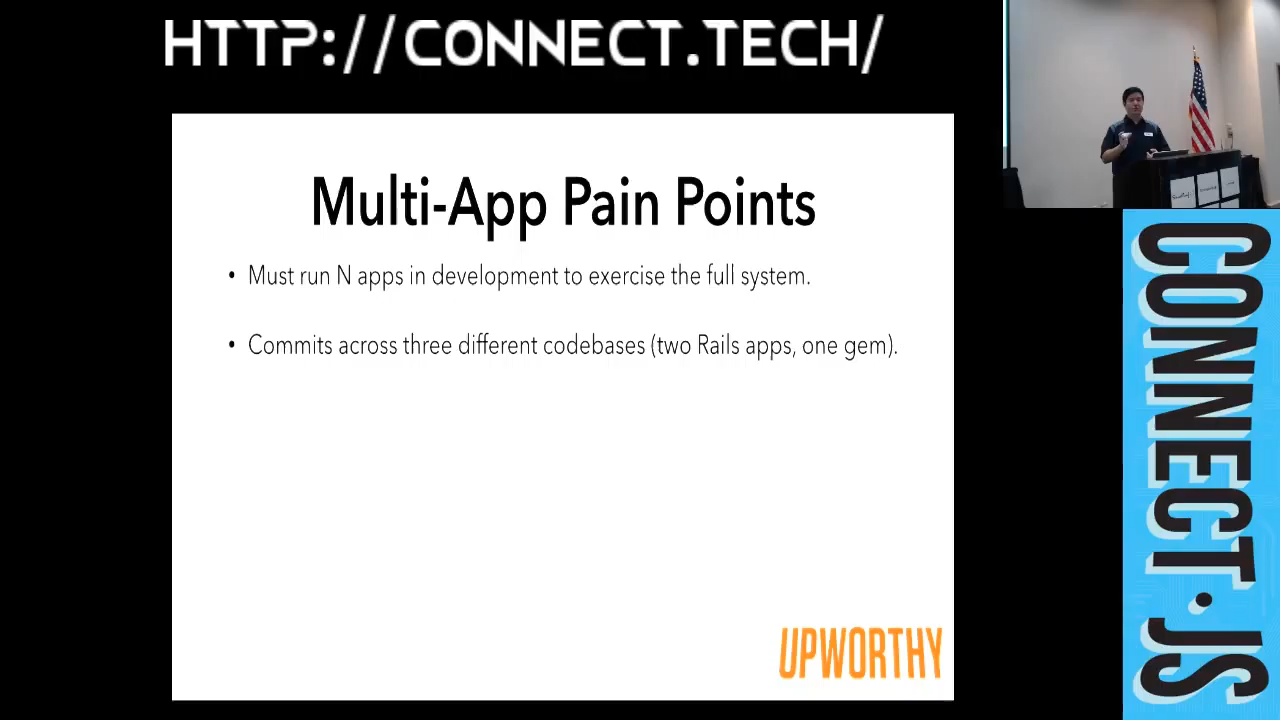 HTTP://CONNECT.TECH/
Multi-App Pain Points
• Must run N apps in development to exercise the full system.
• Commits across three different codebases (two Rails apps, one gem).
UPWORTHY
CONNECT.JS